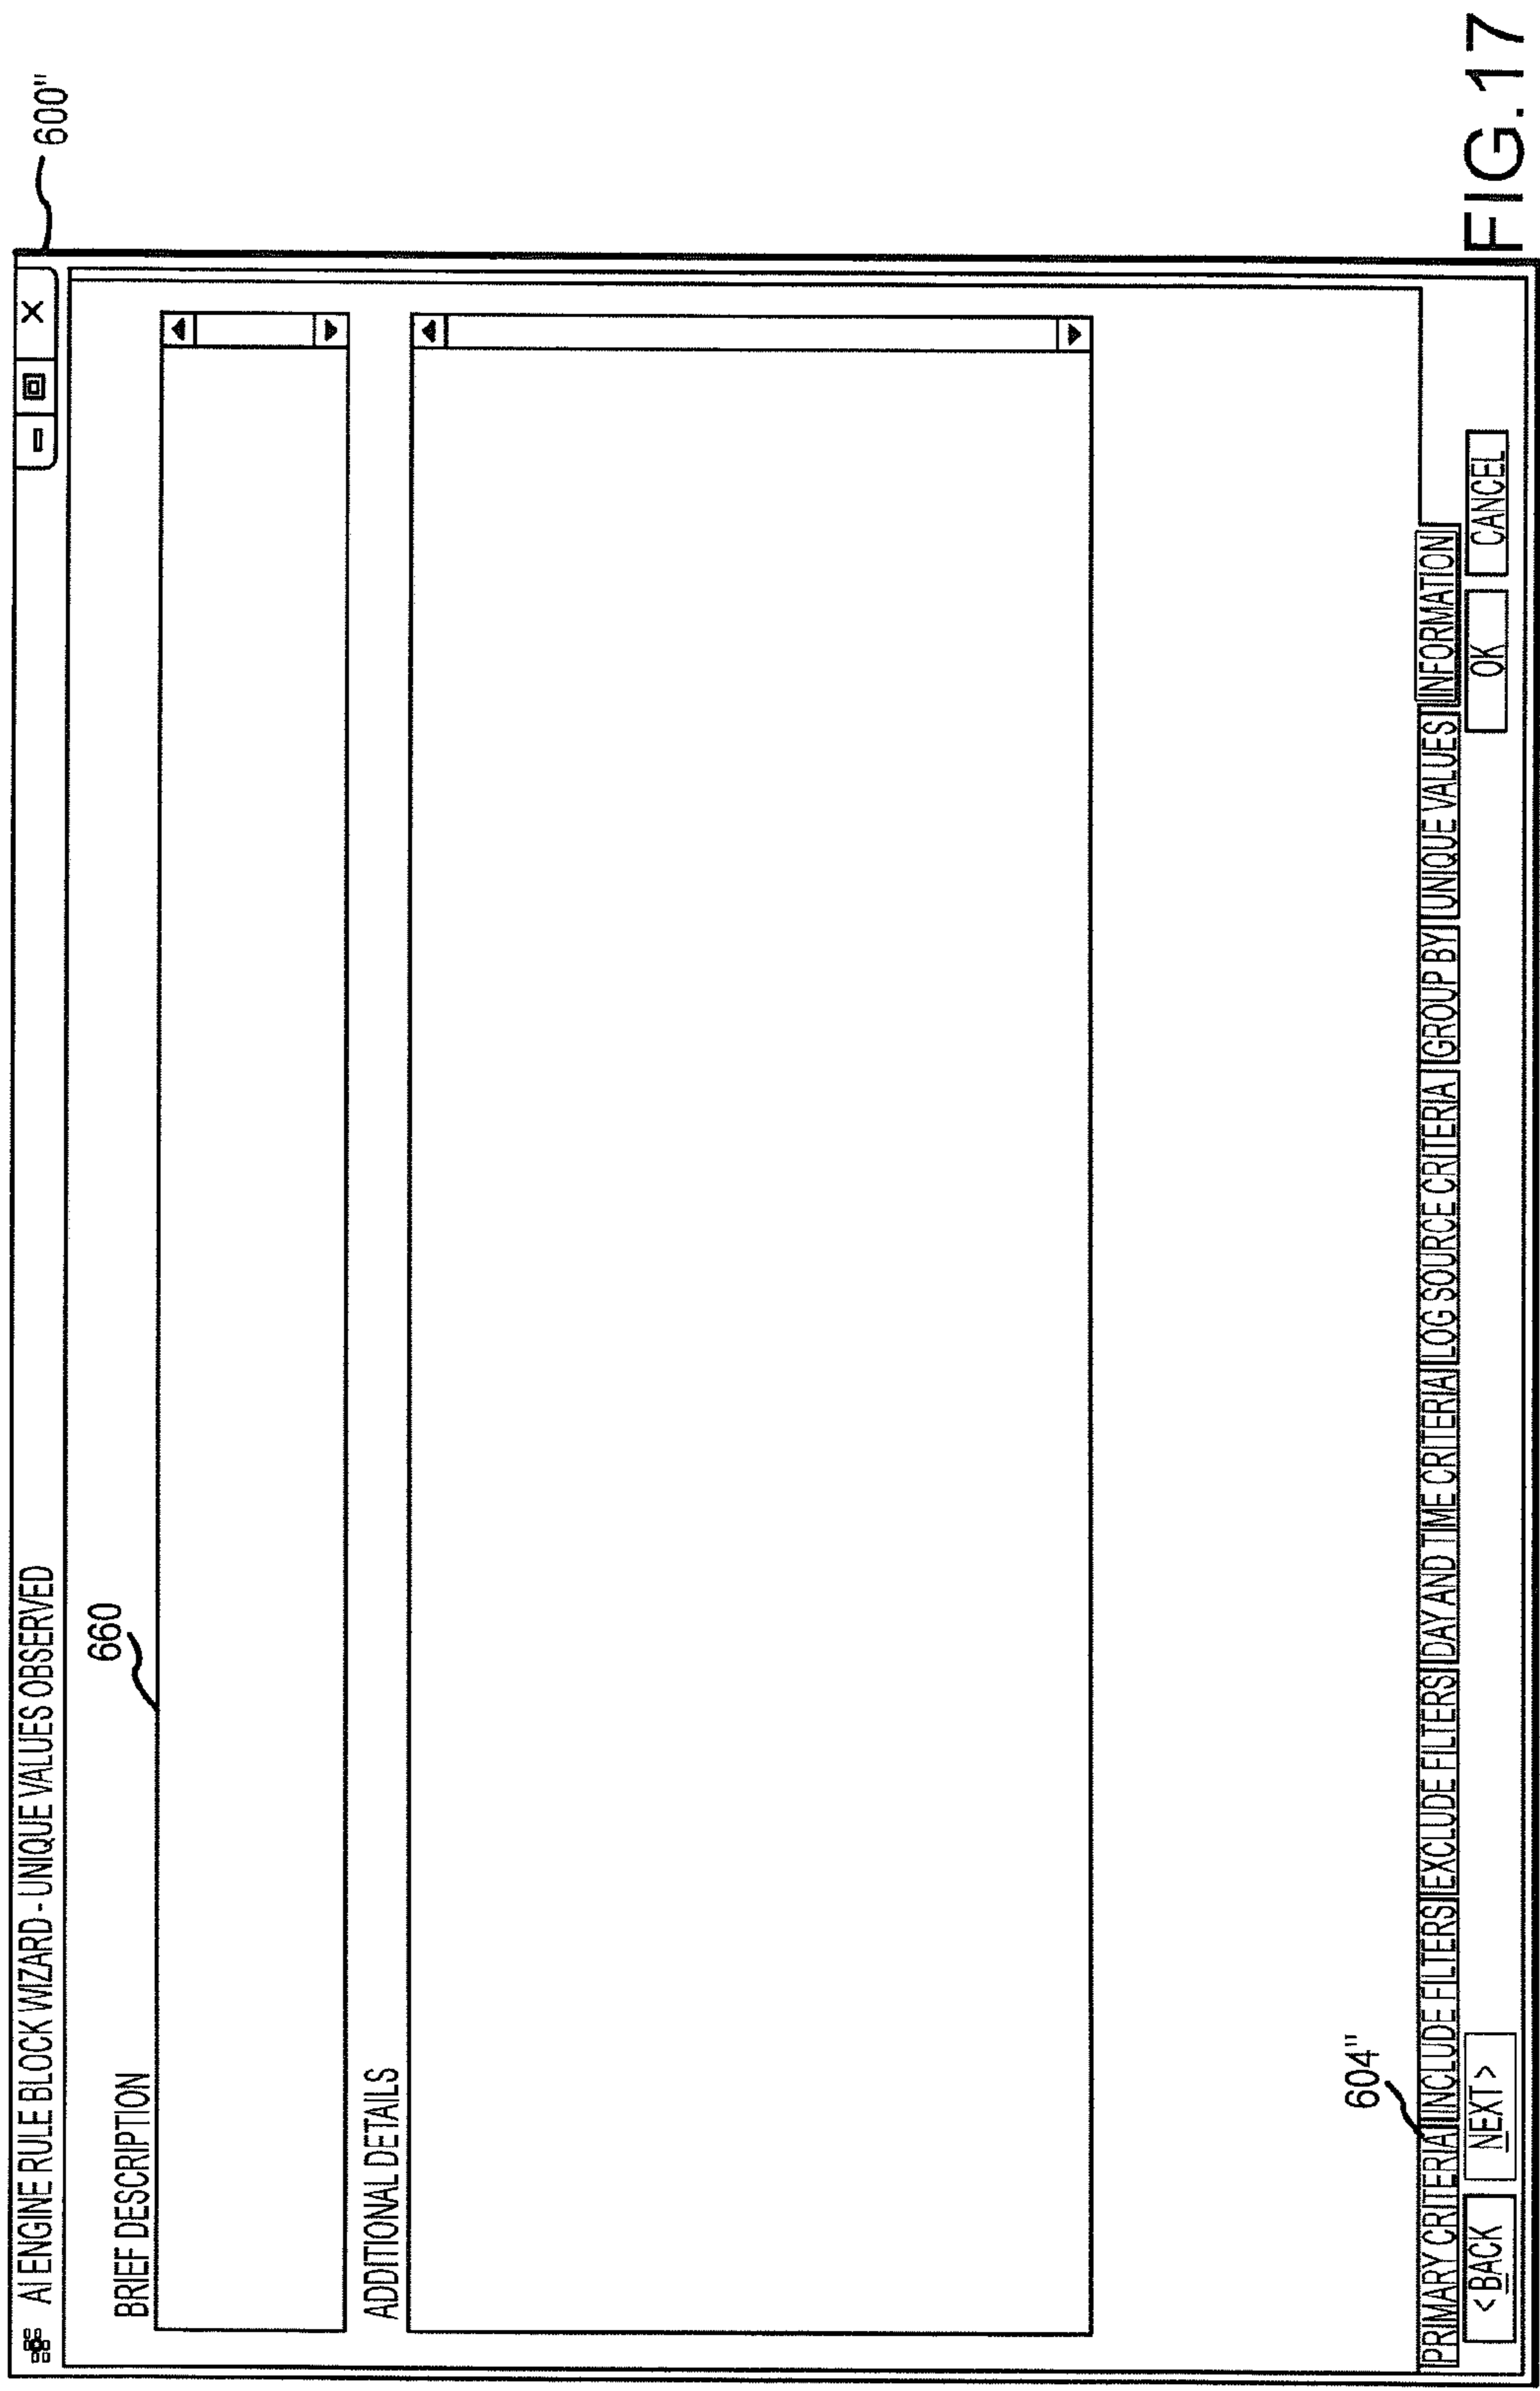 600"
AI ENGINE RULE BLOCK WIZARD - UNIQUE VALUES OBSERVED
X
660
BRIEF DESCRIPTION
ADDITIONAL DETAILS
604"
PRIMARY CRITERIA INCLUDE FILTERS EXCLUDE FILTERS DAY AND TIME CRITERIA LOG SOURCE CRITERIA GROUP BY UNIQUE VALUES INFORMATION
< BACK NEXT > OK CANCEL
FIG.17